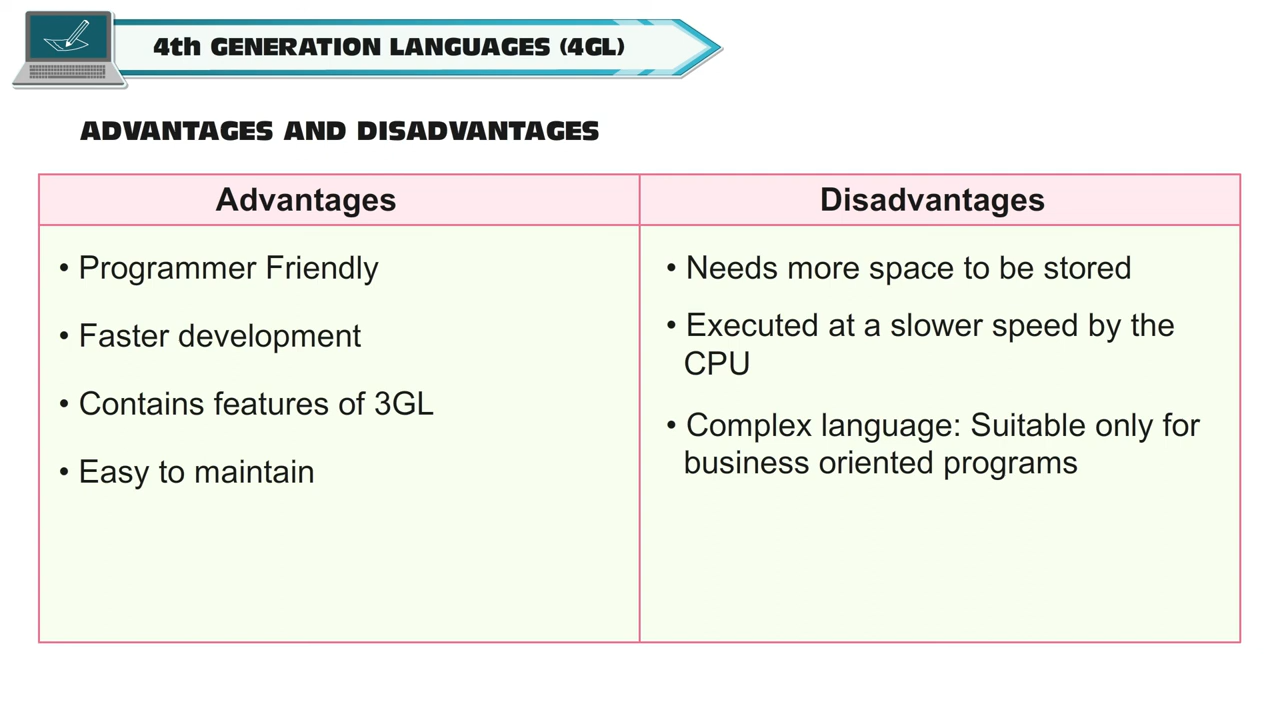 4th GENERATION LANGUAGES (4GL)
ADVANTAGES AND DISADVANTAGES
Advantages
• Programmer Friendly
• Faster development
• Contains features of 3GL
• Easy to maintain
Disadvantages
• Needs more space to be stored
• Executed at a slower speed by the
CPU
• Complex language: Suitable only for
business oriented programs